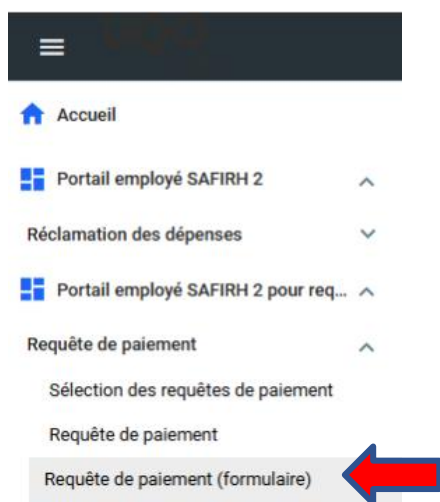 Accueil
Portail employé SAFIRH 2
Réclamation des dépenses
Portail employé SAFIRH 2 pour req...
Requête de paiement
Sélection des requêtes de paiement
Requête de paiement
Requête de paiement (formulaire)